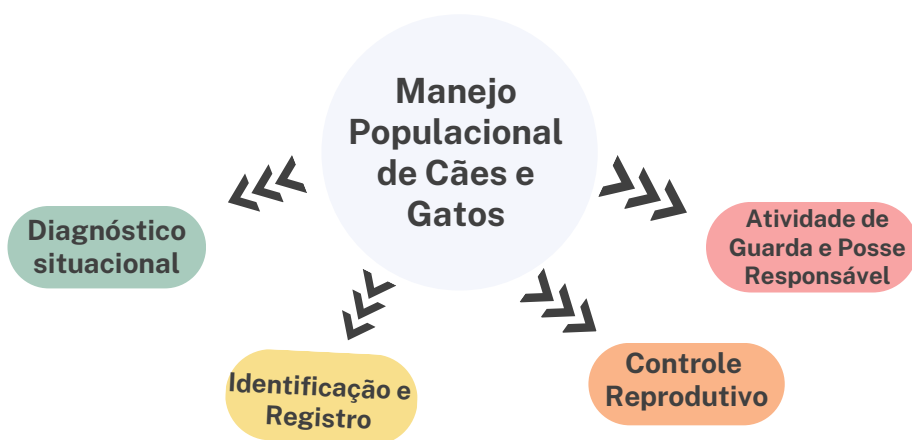 Manejo
Populacional
de Cães e
Gatos
Diagnóstico
situacional
Identificação e
Registro
Controle
Reprodutivo
Atividade de
Guarda e Posse
Responsável